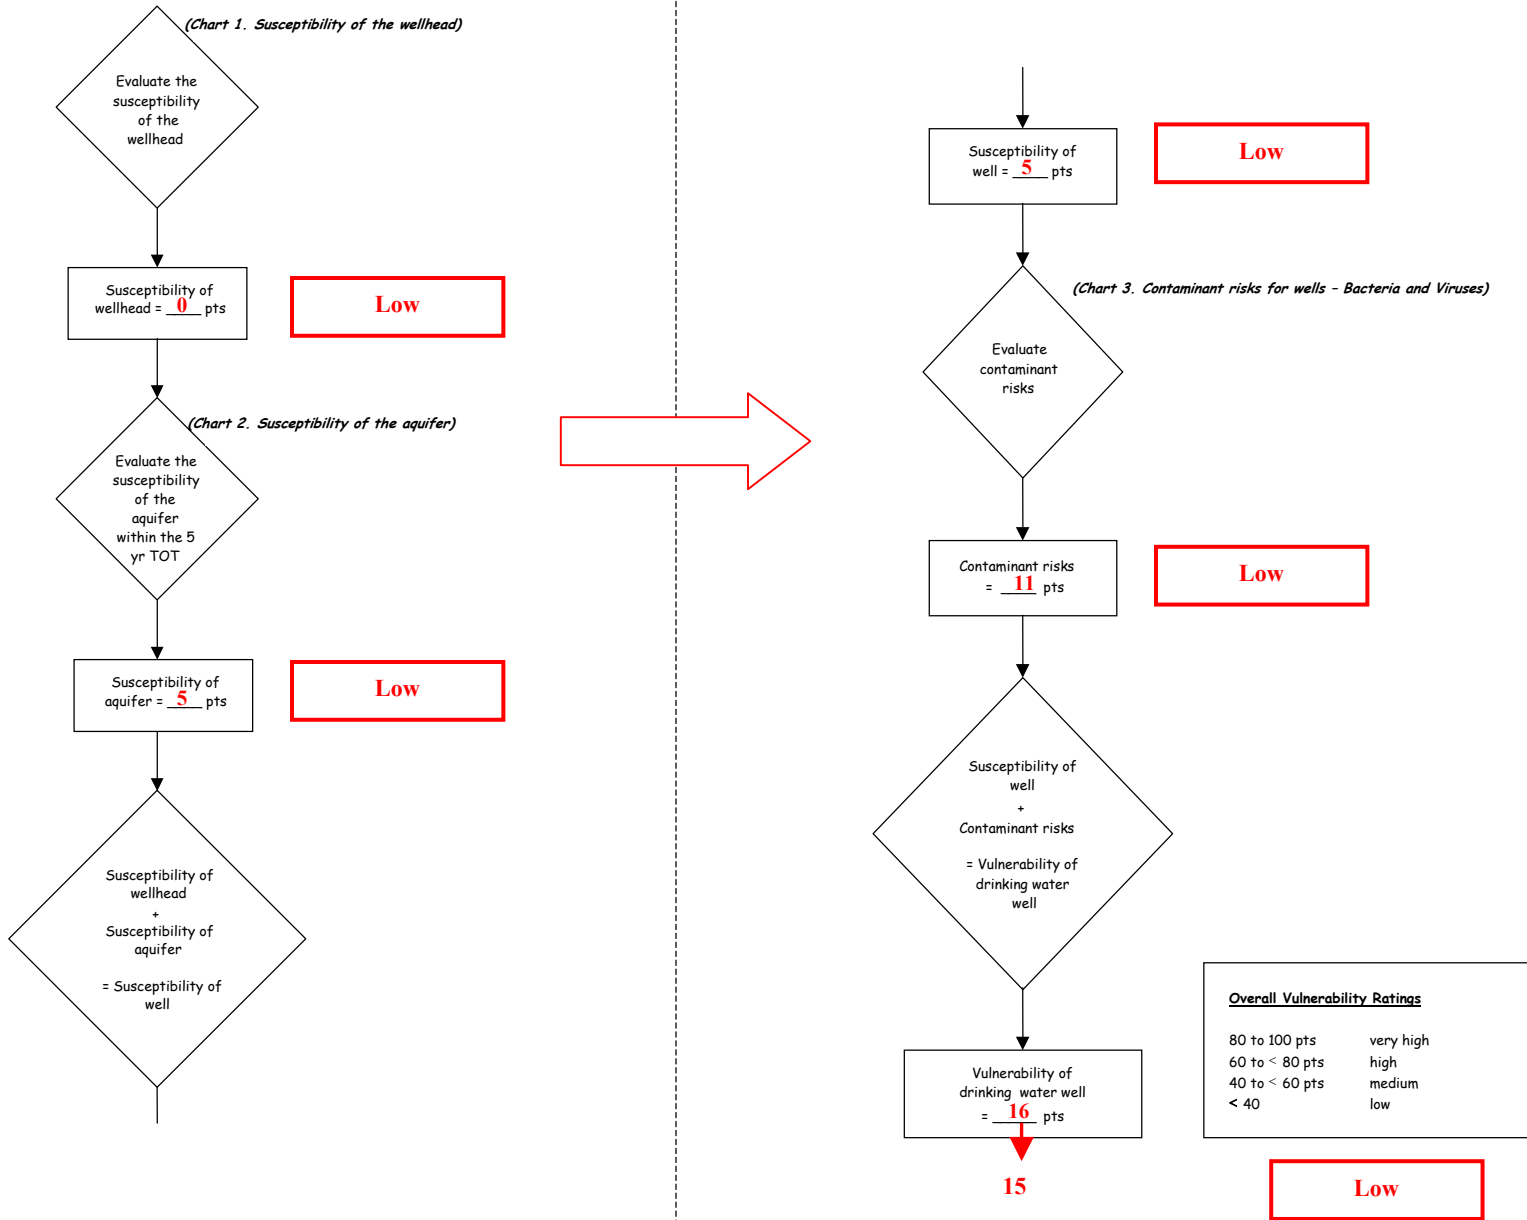 (Chart 1. Susceptibility of the wellhead)
Evaluate the
susceptibility
of the
wellhead
Susceptibility of
wellhead = 0 pts
Low
(Chart 2. Susceptibility of the aquifer)
Evaluate the
susceptibility
of the
aquifer
within the 5
yr TOT
Susceptibility of
aquifer = 5 pts
Low
Susceptibility of
wellhead
+
Susceptibility of
aquifer
= Susceptibility of
well
Susceptibility of
well = 5 pts
Low
(Chart 3. Contaminant risks for wells – Bacteria and Viruses)
Evaluate
contaminant
risks
Contaminant risks
= 11 pts
Low
Susceptibility of
well
+
Contaminant risks
= Vulnerability of
drinking water
well
Vulnerability of
drinking water well
= 16 pts
15
Overall Vulnerability Ratings
80 to 100 pts very high
60 to < 80 pts high
40 to < 60 pts medium
< 40 low
Low